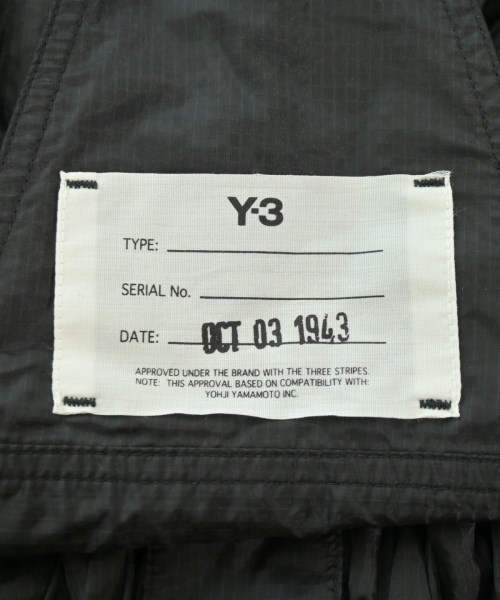 Y-3
TYPE:
SERIAL No.
DATE: OCT 03 1943
APPROVED UNDER THE BRAND WITH THE THREE STRIPES.
NOTE: THIS APPROVAL BASED ON COMPATIBILITY WITH:
YOHJI YAMAMOTO INC.